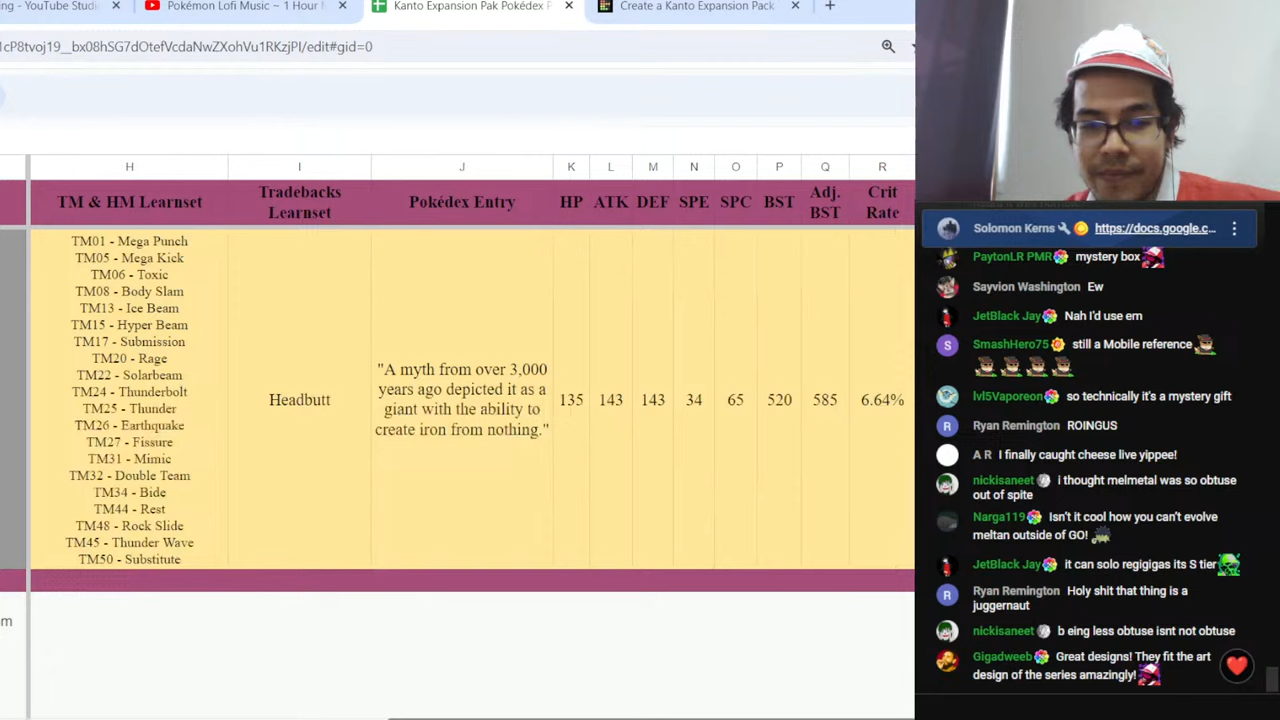 ng - YouTube Studi
Pokémon Lofi Music ~ 1 Hour M
Kanto Expansion Pak Pokédex P
Create a Kanto Expansion Pack
1cP8tvoj19__bx08hSG7dOtefVcdaNwZXohVu1RKzjPI/edit#gid=0
H I J K L M N O P Q R
TM & HM Learnset
Tradebacks
Learnset
Pokédex Entry
HP ATK DEF SPE SPC BST
Adj.
BST
Crit
Rate
TM01 - Mega Punch
TM05 - Mega Kick
TM06 - Toxic
TM08 - Body Slam
TM13 - Ice Beam
TM15 - Hyper Beam
TM17 - Submission
TM20 - Rage
TM22 - Solarbeam
TM24 - Thunderbolt
TM25 - Thunder
TM26 - Earthquake
TM27 - Fissure
TM31 - Mimic
TM32 - Double Team
TM34 - Bide
TM44 - Rest
TM48 - Rock Slide
TM45 - Thunder Wave
TM50 - Substitute
Headbutt
"A myth from over 3,000
years ago depicted it as a
giant with the ability to
create iron from nothing."
135 143 143 34 65 520 585 6.64%
om
Solomon Kerns https://docs.google.c...
PaytonLR PMR mystery box
Sayvion Washington Ew
JetBlack Jay Nah I'd use em
SmashHero75 still a Mobile reference
lvl5Vaporeon so technically it's a mystery gift
Ryan Remington ROINGUS
A R I finally caught cheese live yippee!
nickisaneet i thought melmetal was so obtuse
out of spite
Narga119 Isn't it cool how you can't evolve
meltan outside of GO!
JetBlack Jay it can solo regigigas its S tier
Ryan Remington Holy shit that thing is a
juggernaut
nickisaneet b eing less obtuse isnt not obtuse
Gigadweeb Great designs! They fit the art
design of the series amazingly!